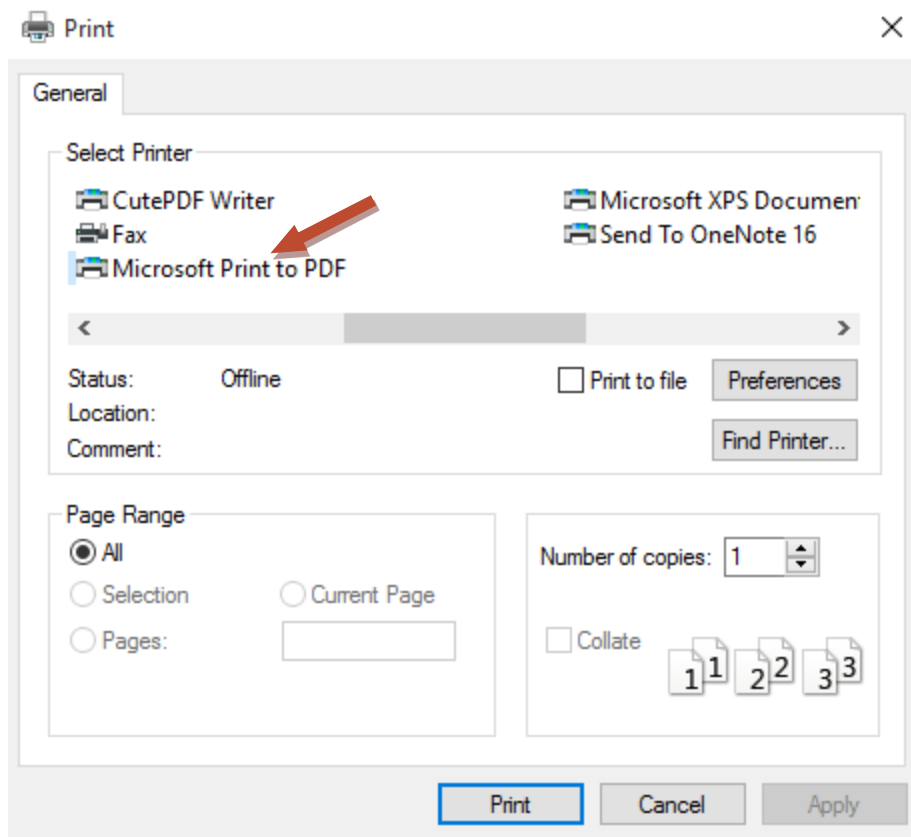 Print
General
Select Printer
CutePDF Writer
Microsoft XPS Documen
Fax
Send To OneNote 16
Microsoft Print to PDF
Status: Offline
Print to file
Preferences
Location:
Comment:
Find Printer...
Page Range
All
Number of copies: 1
Selection
Current Page
Pages:
Collate
1 1 2 2 3 3
Print
Cancel
Apply